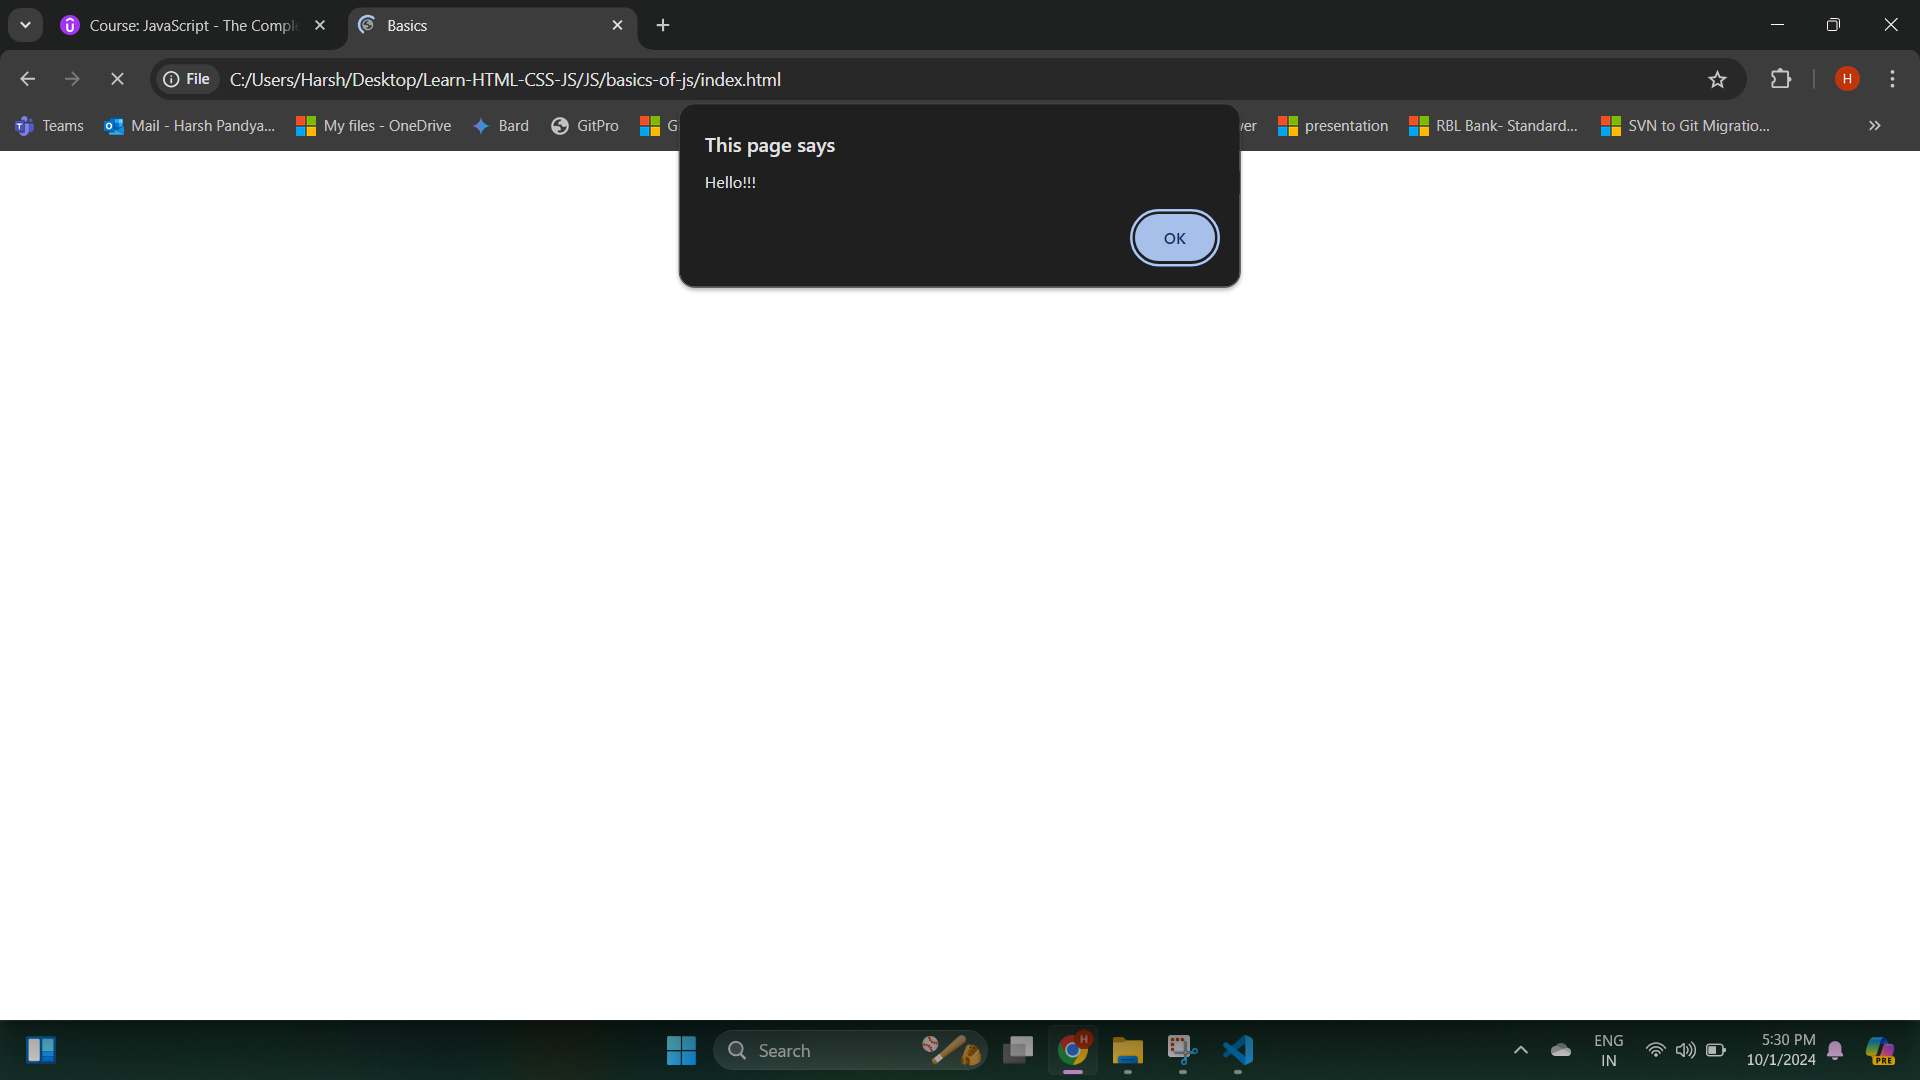 Course: JavaScript - The Compl
Basics
File
C:/Users/Harsh/Desktop/Learn-HTML-CSS-JS/JS/basics-of-js/index.html
H
Teams
Mail - Harsh Pandya...
My files - OneDrive
Bard
GitPro
G
ver
presentation
RBL Bank- Standard...
SVN to Git Migratio...
This page says
Hello!!!
OK
Search
H
ENG
IN
5:30 PM
10/1/2024
PRE